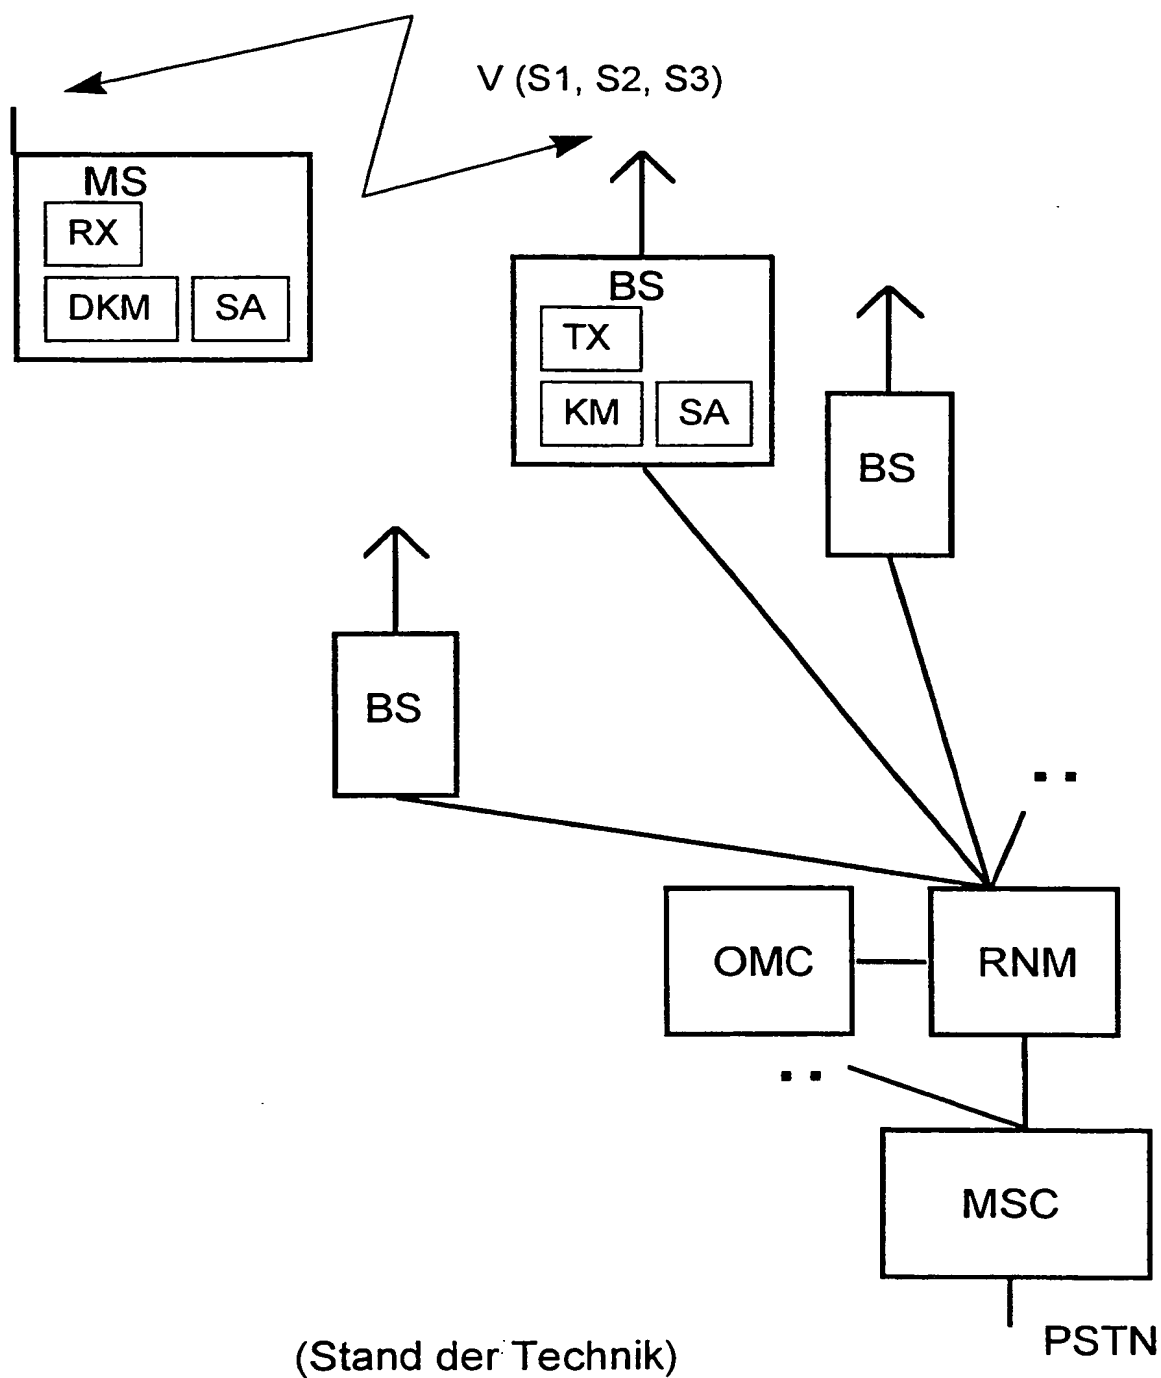 V (S1, S2, S3)
MS
RX
DKM SA
BS
TX
KM SA
BS
BS
OMC
RNM
MSC
PSTN
(Stand der Technik)